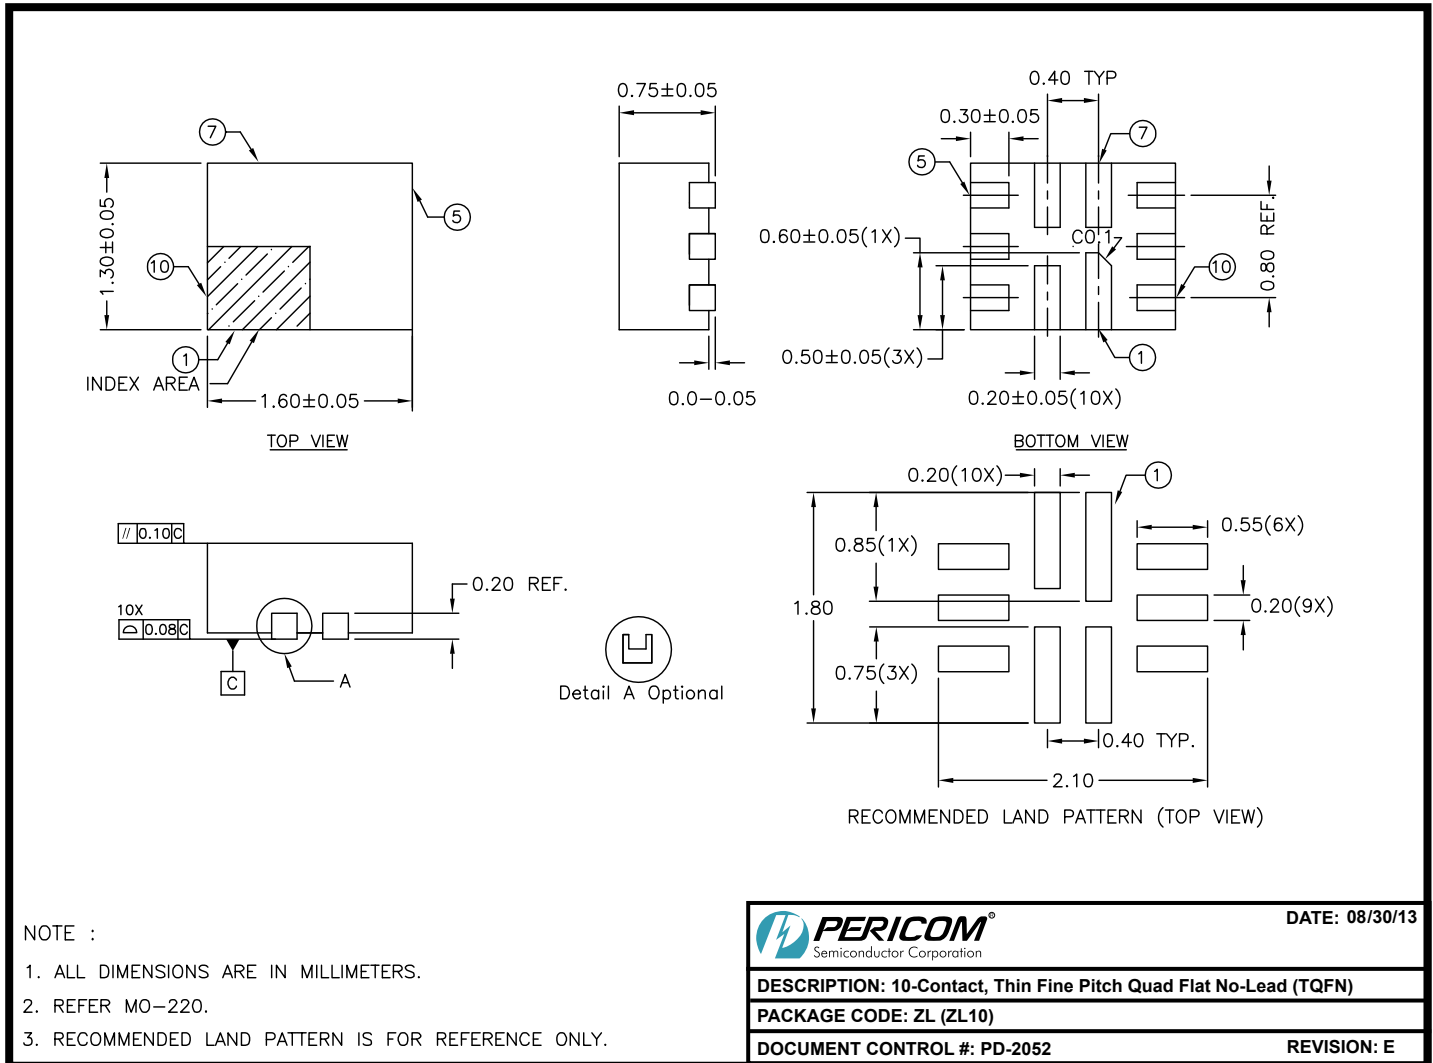 0.75±0.05
0.40 TYP
0.30±0.05
7
7
5
5
1.30±0.05
0.60±0.05(1X)
C0.1
0.80 REF.
10
10
0.50±0.05(3X)
1
1
INDEX AREA
1.60±0.05
0.0-0.05
0.20±0.05(10X)
TOP VIEW
BOTTOM VIEW
0.20(10X)
1
0.55(6X)
// 0.10 C
0.85(1X)
0.20 REF.
10X
0.08 C
1.80
0.20(9X)
C
A
0.75(3X)
Detail A Optional
0.40 TYP.
2.10
RECOMMENDED LAND PATTERN (TOP VIEW)
NOTE :
1. ALL DIMENSIONS ARE IN MILLIMETERS.
2. REFER MO-220.
3. RECOMMENDED LAND PATTERN IS FOR REFERENCE ONLY.
PERICOM®
Semiconductor Corporation
DATE: 08/30/13
DESCRIPTION: 10-Contact, Thin Fine Pitch Quad Flat No-Lead (TQFN)
PACKAGE CODE: ZL (ZL10)
DOCUMENT CONTROL #: PD-2052
REVISION: E